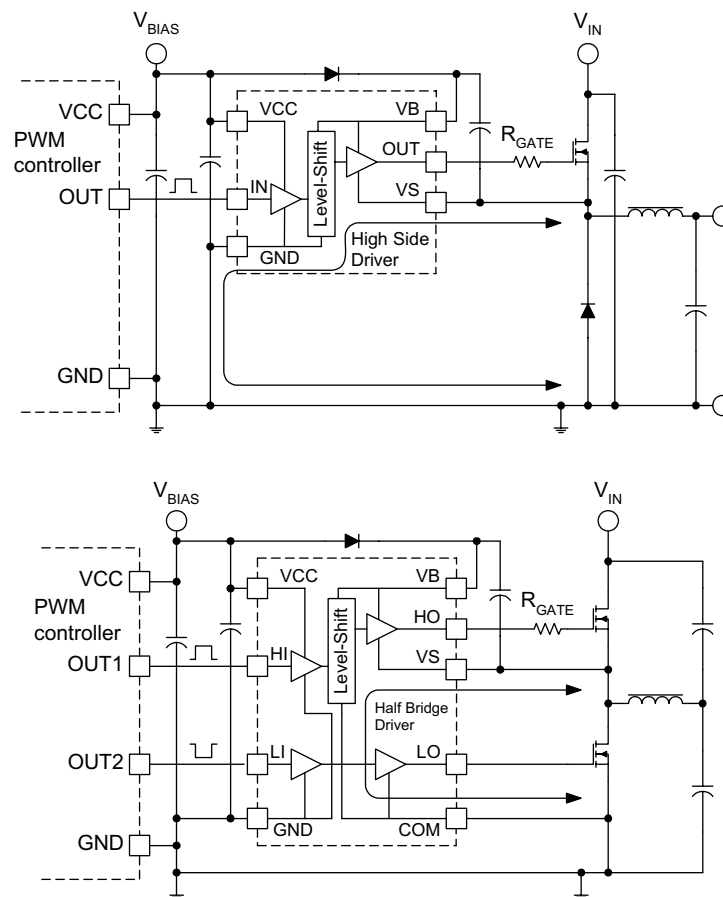 V_BIAS
V_IN
VCC
PWM
controller
OUT
GND
VCC
IN
GND
Level-Shift
VB
OUT
VS
High Side
Driver
R_GATE
V_BIAS
V_IN
VCC
PWM
controller
OUT1
OUT2
GND
VCC
HI
LI
GND
Level-Shift
VB
HO
VS
Half Bridge
Driver
LO
COM
R_GATE